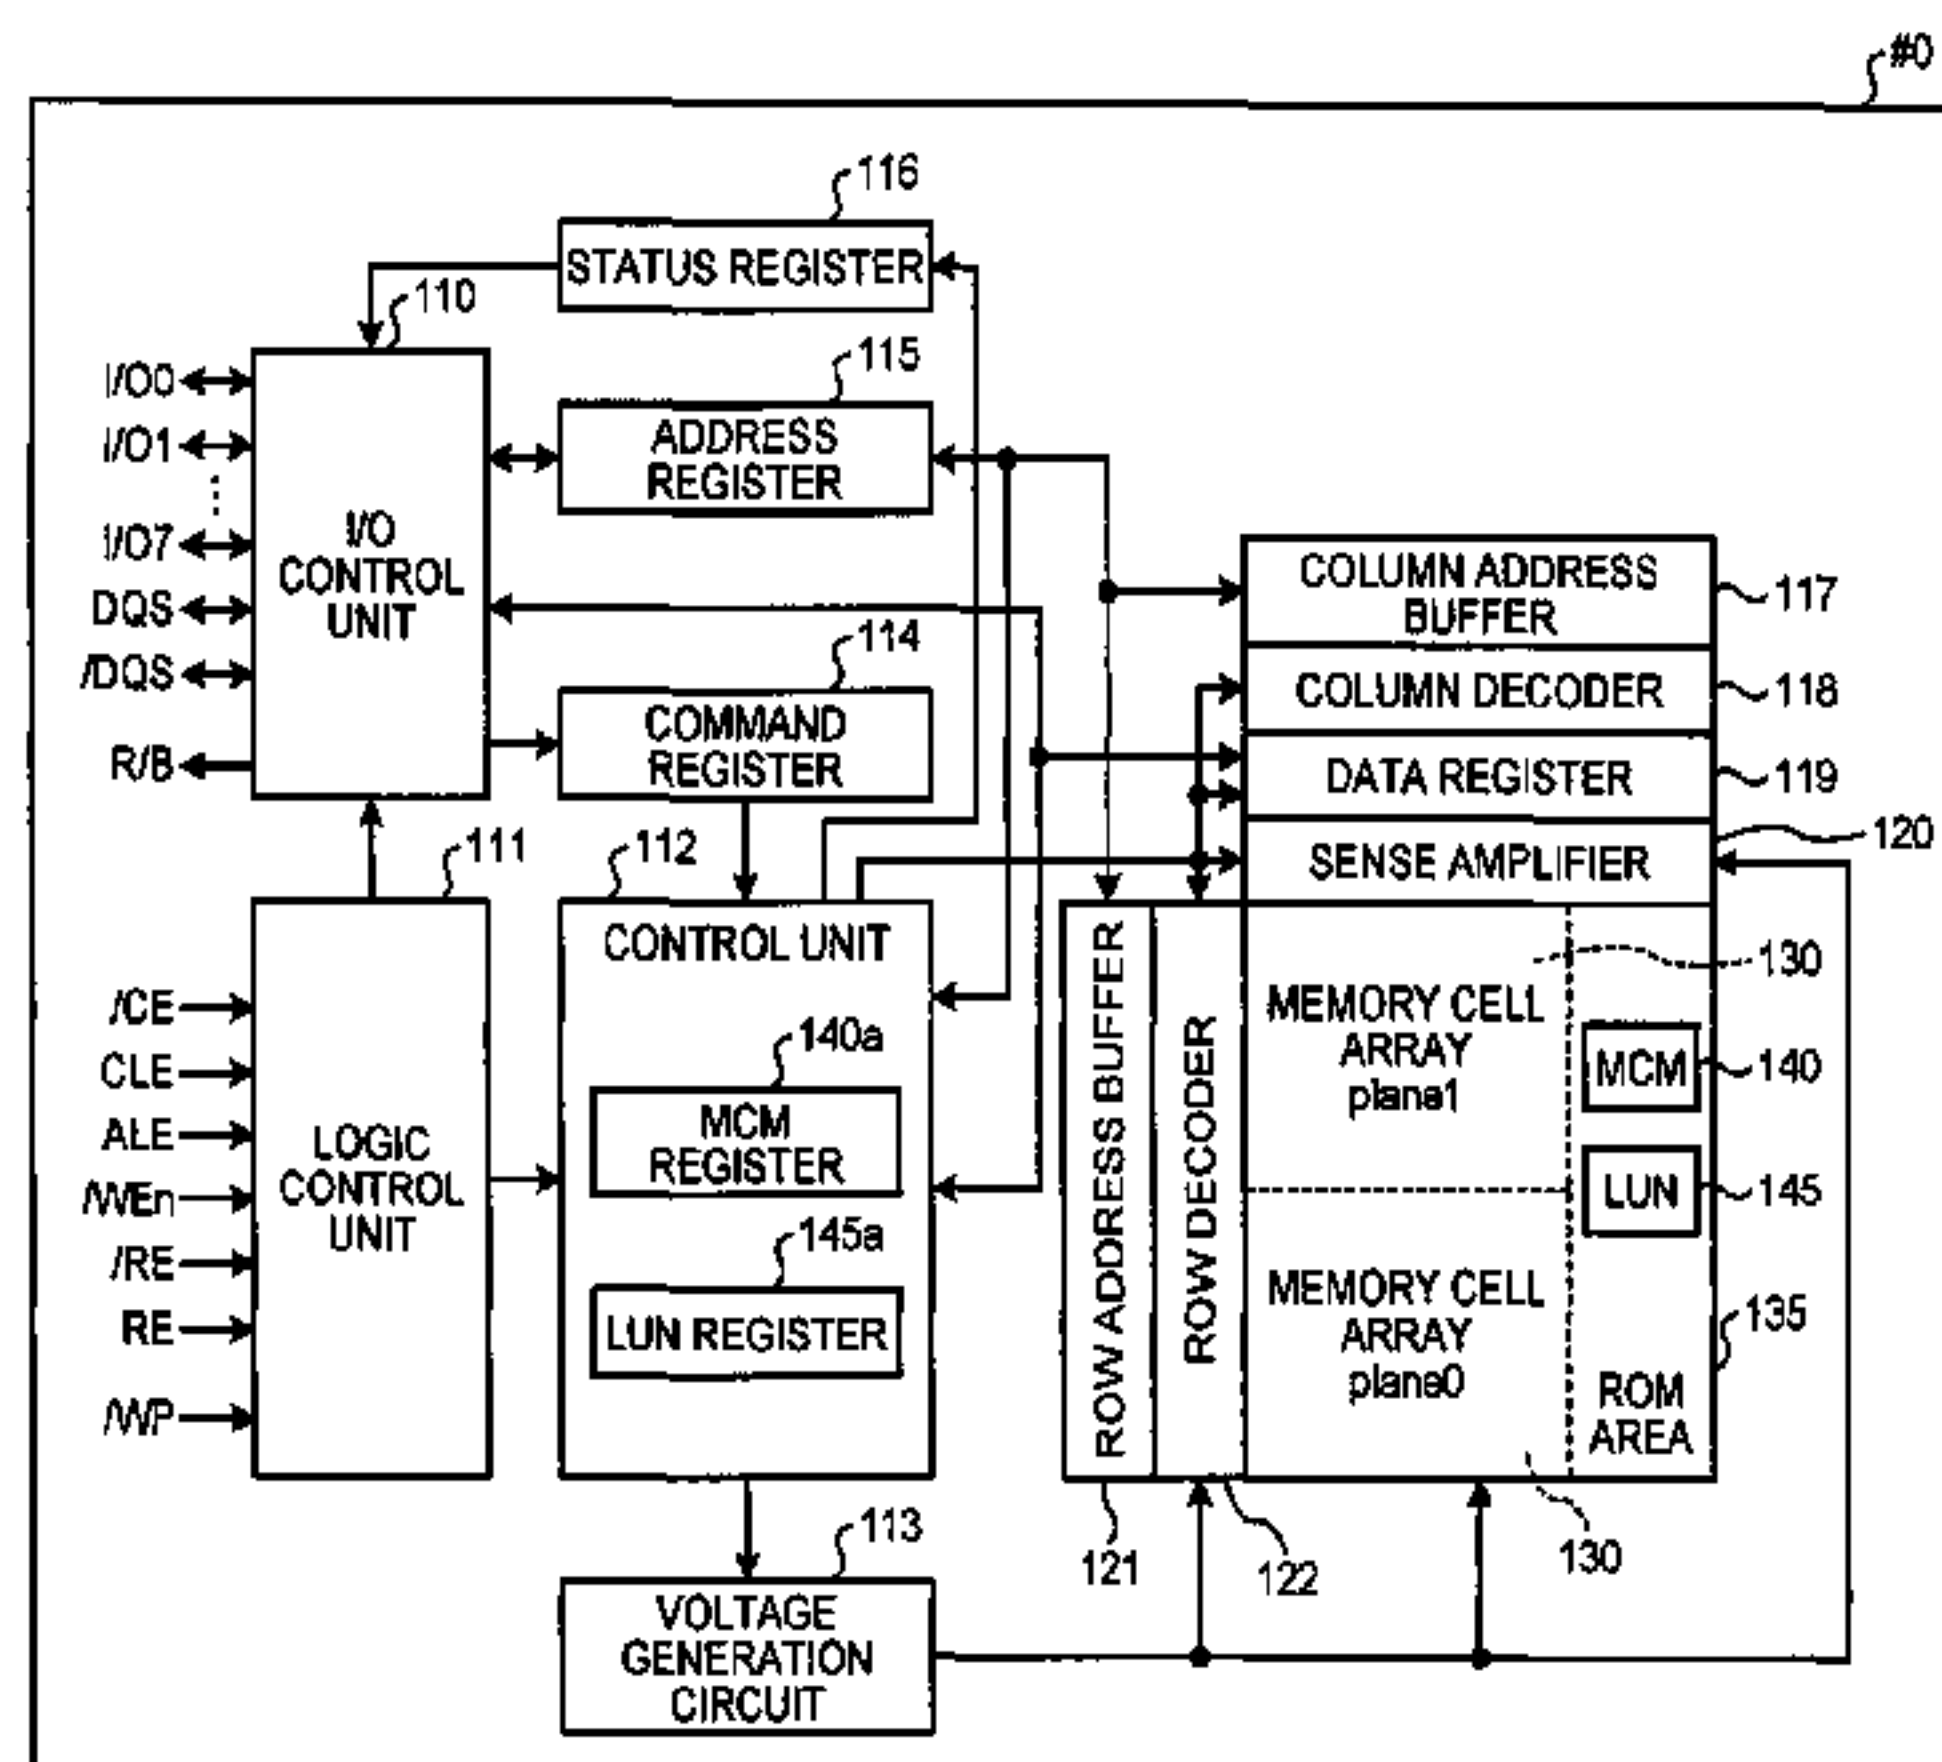 #0
116
STATUS REGISTER
110
115
ADDRESS
REGISTER
I/O0
I/O1
I/O7
DQS
/DQS
R/B
I/O
CONTROL
UNIT
114
COMMAND
REGISTER
COLUMN ADDRESS
BUFFER
117
COLUMN DECODER
118
DATA REGISTER
119
SENSE AMPLIFIER
120
111
112
/CE
CLE
ALE
/WEn
/RE
RE
/WP
LOGIC
CONTROL
UNIT
CONTROL UNIT
140a
MCM
REGISTER
145a
LUN REGISTER
ROW ADDRESS BUFFER
ROW DECODER
MEMORY CELL
ARRAY
plane1
130
MCM
140
LUN
145
MEMORY CELL
ARRAY
plane0
135
ROM
AREA
121
122
130
113
VOLTAGE
GENERATION
CIRCUIT